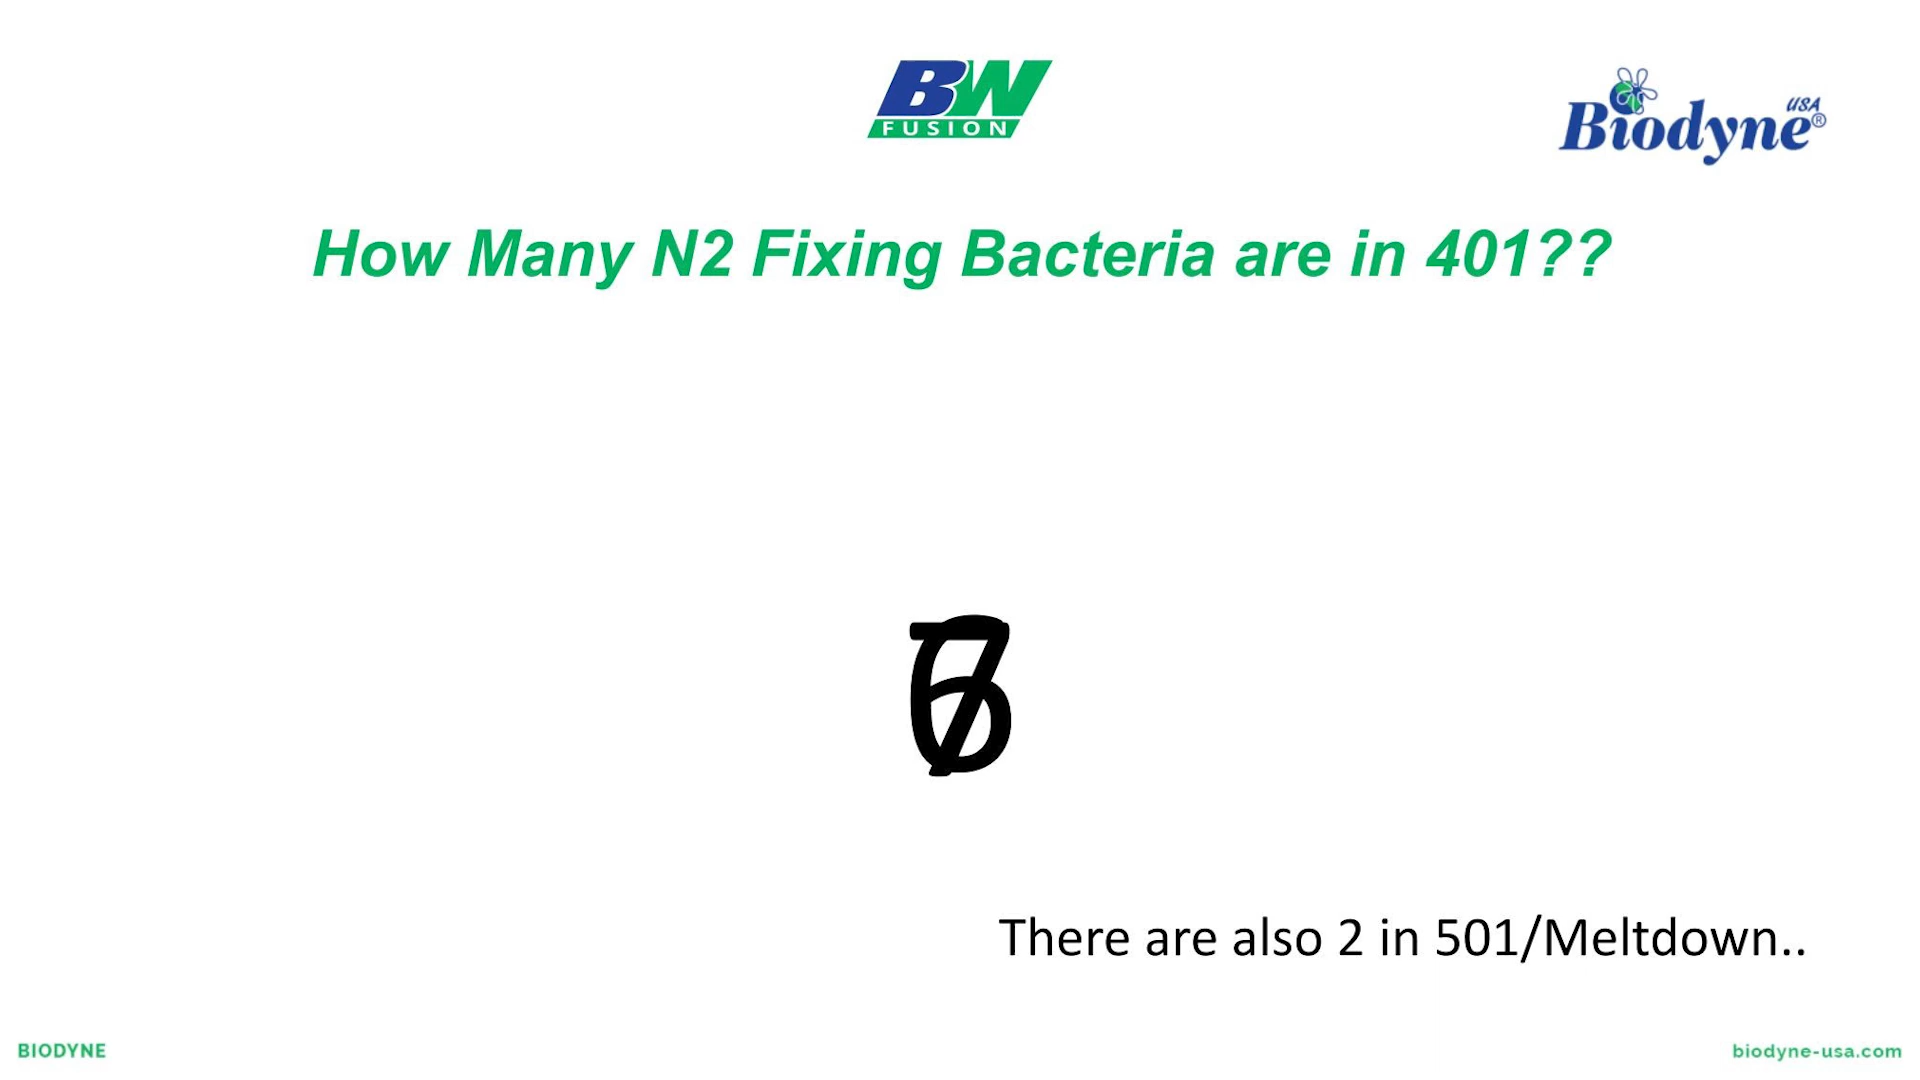 BW
FUSION
Biodyne USA®
How Many N2 Fixing Bacteria are in 401??
There are also 2 in 501/Meltdown..
BIODYNE
biodyne-usa.com